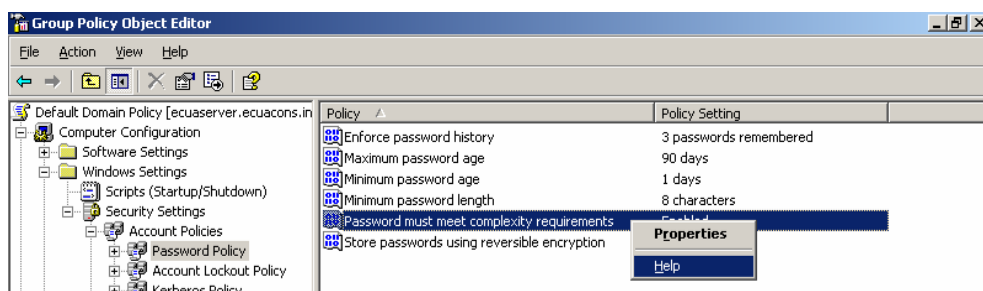 Group Policy Object Editor
File Action View Help
Default Domain Policy [ecuaserver.ecuacons.in
Computer Configuration
Software Settings
Windows Settings
Scripts (Startup/Shutdown)
Security Settings
Account Policies
Password Policy
Account Lockout Policy
Kerberos Policy
Policy Policy Setting
Enforce password history 3 passwords remembered
Maximum password age 90 days
Minimum password age 1 days
Minimum password length 8 characters
Password must meet complexity requirements Enabled
Store passwords using reversible encryption
Properties
Help